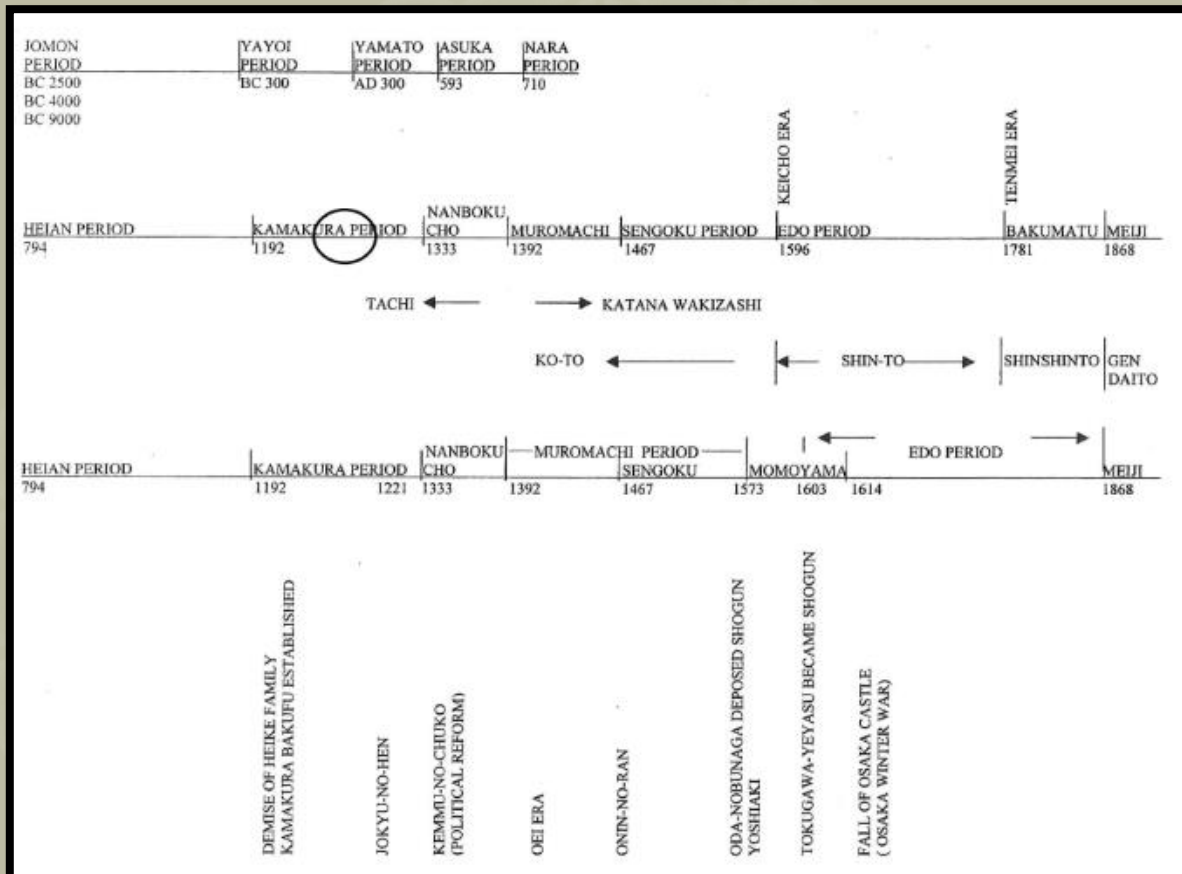 JOMON PERIOD
BC 2500
BC 4000
BC 9000
YAYOI PERIOD
BC 300
YAMATO PERIOD
AD 300
ASUKA PERIOD
593
NARA PERIOD
710
KEICHO ERA
TENMEI ERA
HEIAN PERIOD
794
KAMAKURA PERIOD
1192
NANBOKU CHO
1333
MUROMACHI
1392
SENGOKU PERIOD
1467
EDO PERIOD
1596
BAKUMATU
1781
MEIJI
1868
TACHI
KATANA WAKIZASHI
KO-TO
SHIN-TO
SHINSHINTO
GEN
DAITO
HEIAN PERIOD
794
KAMAKURA PERIOD
1192
1221
NANBOKU
CHO
1333
MUROMACHI PERIOD
1392
SENGOKU
1467
MOMOYAMA
1573
1603
1614
EDO PERIOD
MEIJI
1868
DEMISE OF HEIKE FAMILY
KAMAKURA BAKUFU ESTABLISHED
JOKYU-NO-HEN
KEMMU-NO-CHUKO
(POLITICAL REFORM)
OEI ERA
ONIN-NO-RAN
ODA-NOBUNAGA DEPOSED SHOGUN
YOSHIAKI
TOKUGAWA-YEYASU BECAME SHOGUN
FALL OF OSAKA CASTLE
( OSAKA WINTER WAR)